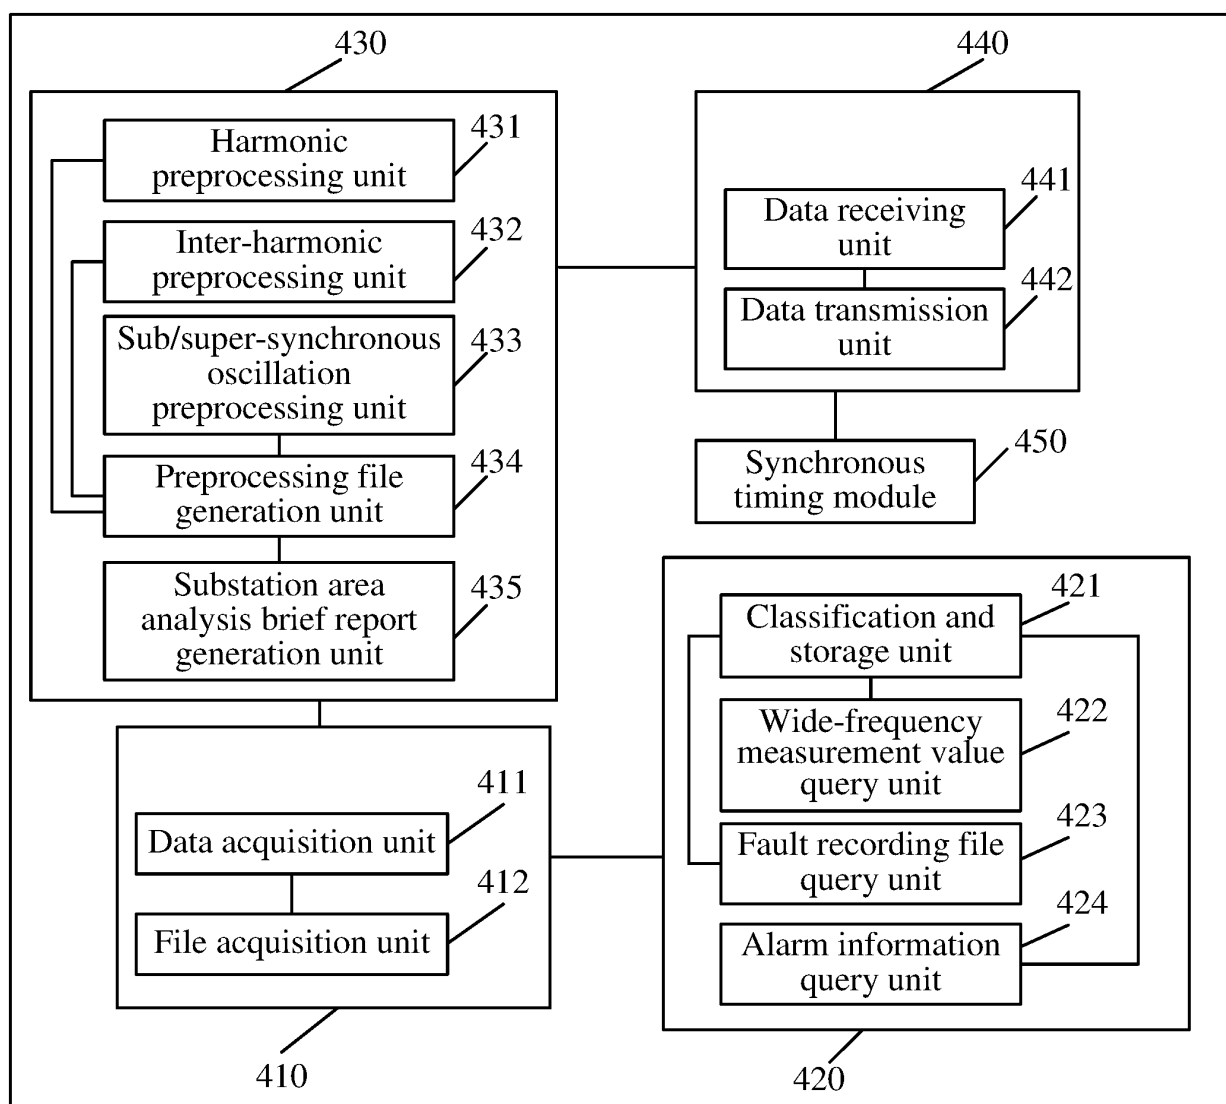 430
Harmonic
preprocessing unit
431
Inter-harmonic
preprocessing unit
432
Sub/super-synchronous
oscillation
preprocessing unit
433
Preprocessing file
generation unit
434
Substation area
analysis brief report
generation unit
435
440
Data receiving
unit
441
Data transmission
unit
442
Synchronous
timing module
450
Data acquisition unit
411
File acquisition unit
412
410
Classification and
storage unit
421
Wide-frequency
measurement value
query unit
422
Fault recording file
query unit
423
Alarm information
query unit
424
420